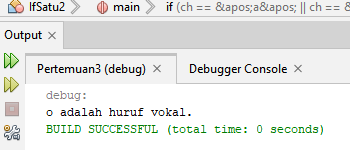 IfSatu2 main if (ch == &apos;a&apos; || ch ==
Output ×
Pertemuan3 (debug) × Debugger Console ×
debug:
o adalah huruf vokal.
BUILD SUCCESSFUL (total time: 0 seconds)